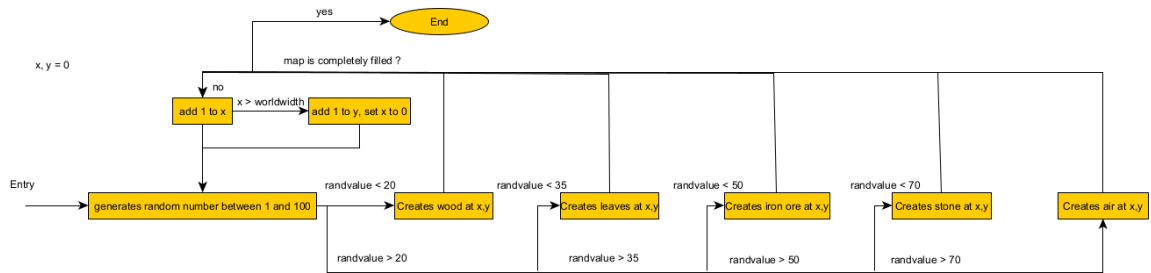 yes
End
x, y = 0
map is completely filled ?
no
add 1 to x
x > worldwidth
add 1 to y, set x to 0
Entry
generates random number between 1 and 100
randvalue < 20
Creates wood at x,y
randvalue < 35
Creates leaves at x,y
randvalue < 50
Creates iron ore at x,y
randvalue < 70
Creates stone at x,y
Creates air at x,y
randvalue > 20
randvalue > 35
randvalue > 50
randvalue > 70